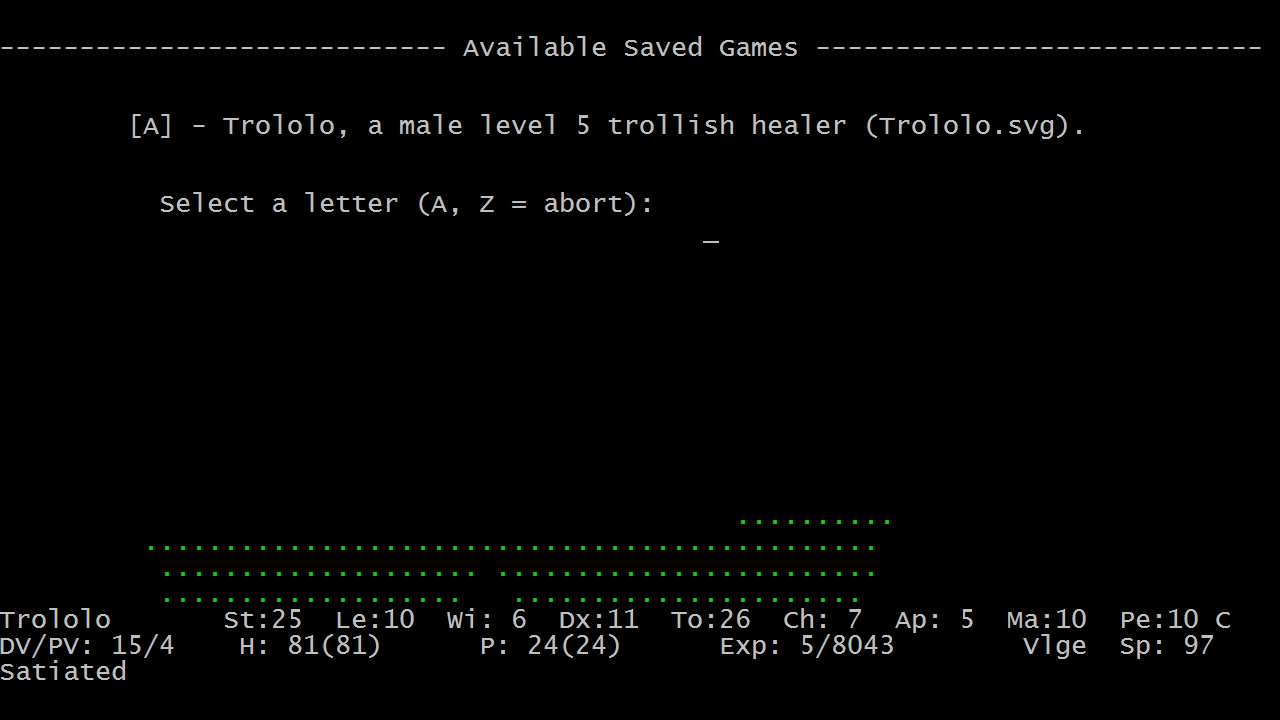 ---------------------------- Available Saved Games ----------------------------
[A] - Trololo, a male level 5 trollish healer (Trololo.svg).
Select a letter (A, Z = abort):
_
..........
..............................................
.................... ........................
................... ......................
Trololo St:25 Le:10 Wi: 6 Dx:11 To:26 Ch: 7 Ap: 5 Ma:10 Pe:10 C
DV/PV: 15/4 H: 81(81) P: 24(24) Exp: 5/8043 Vlge Sp: 97
Satiated